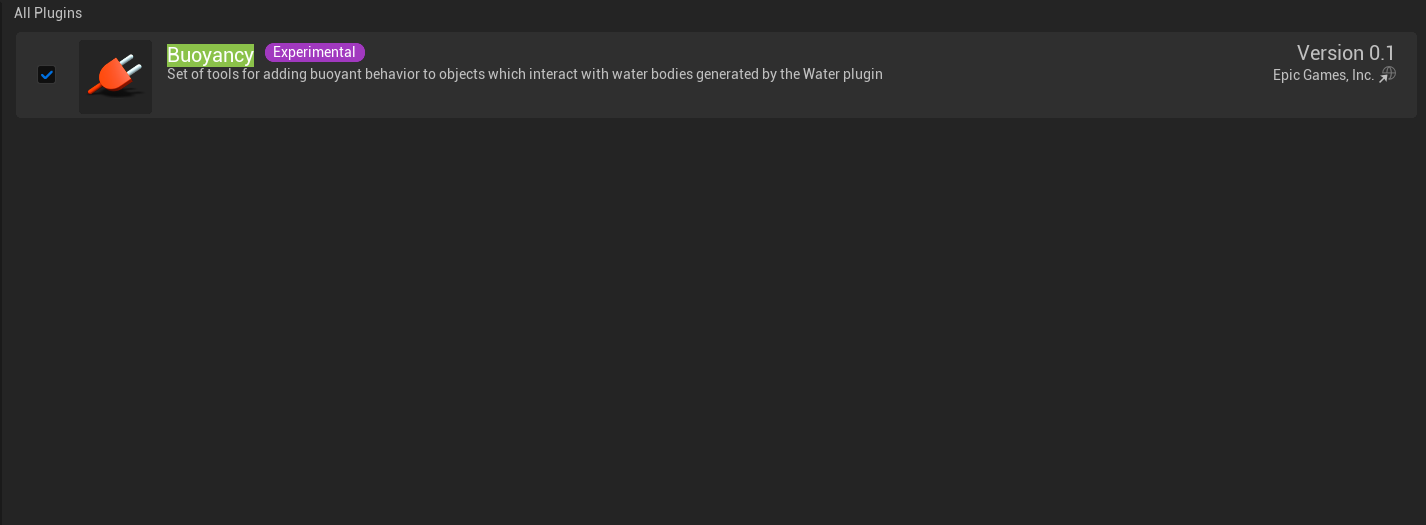 All Plugins
Buoyancy Experimental
Version 0.1
Set of tools for adding buoyant behavior to objects which interact with water bodies generated by the Water plugin
Epic Games, Inc.